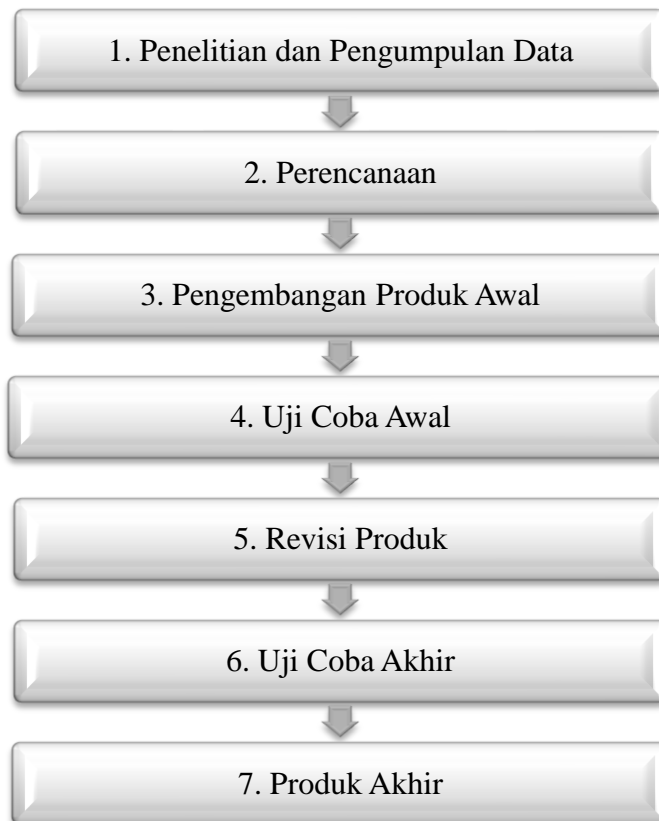 1. Penelitian dan Pengumpulan Data
2. Perencanaan
3. Pengembangan Produk Awal
4. Uji Coba Awal
5. Revisi Produk
6. Uji Coba Akhir
7. Produk Akhir